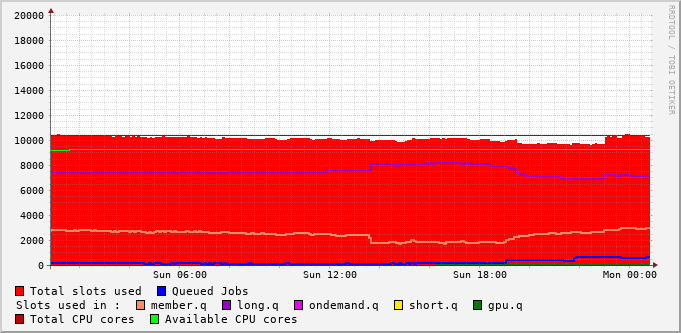 20000
18000
16000
14000
12000
10000
8000
6000
4000
2000
0
Sun 06:00 Sun 12:00 Sun 18:00 Mon 00:00
Total slots used Queued Jobs
Slots used in : member.q long.q ondemand.q short.q gpu.q
Total CPU cores Available CPU cores
RRDTOOL / TOBI OETIKER